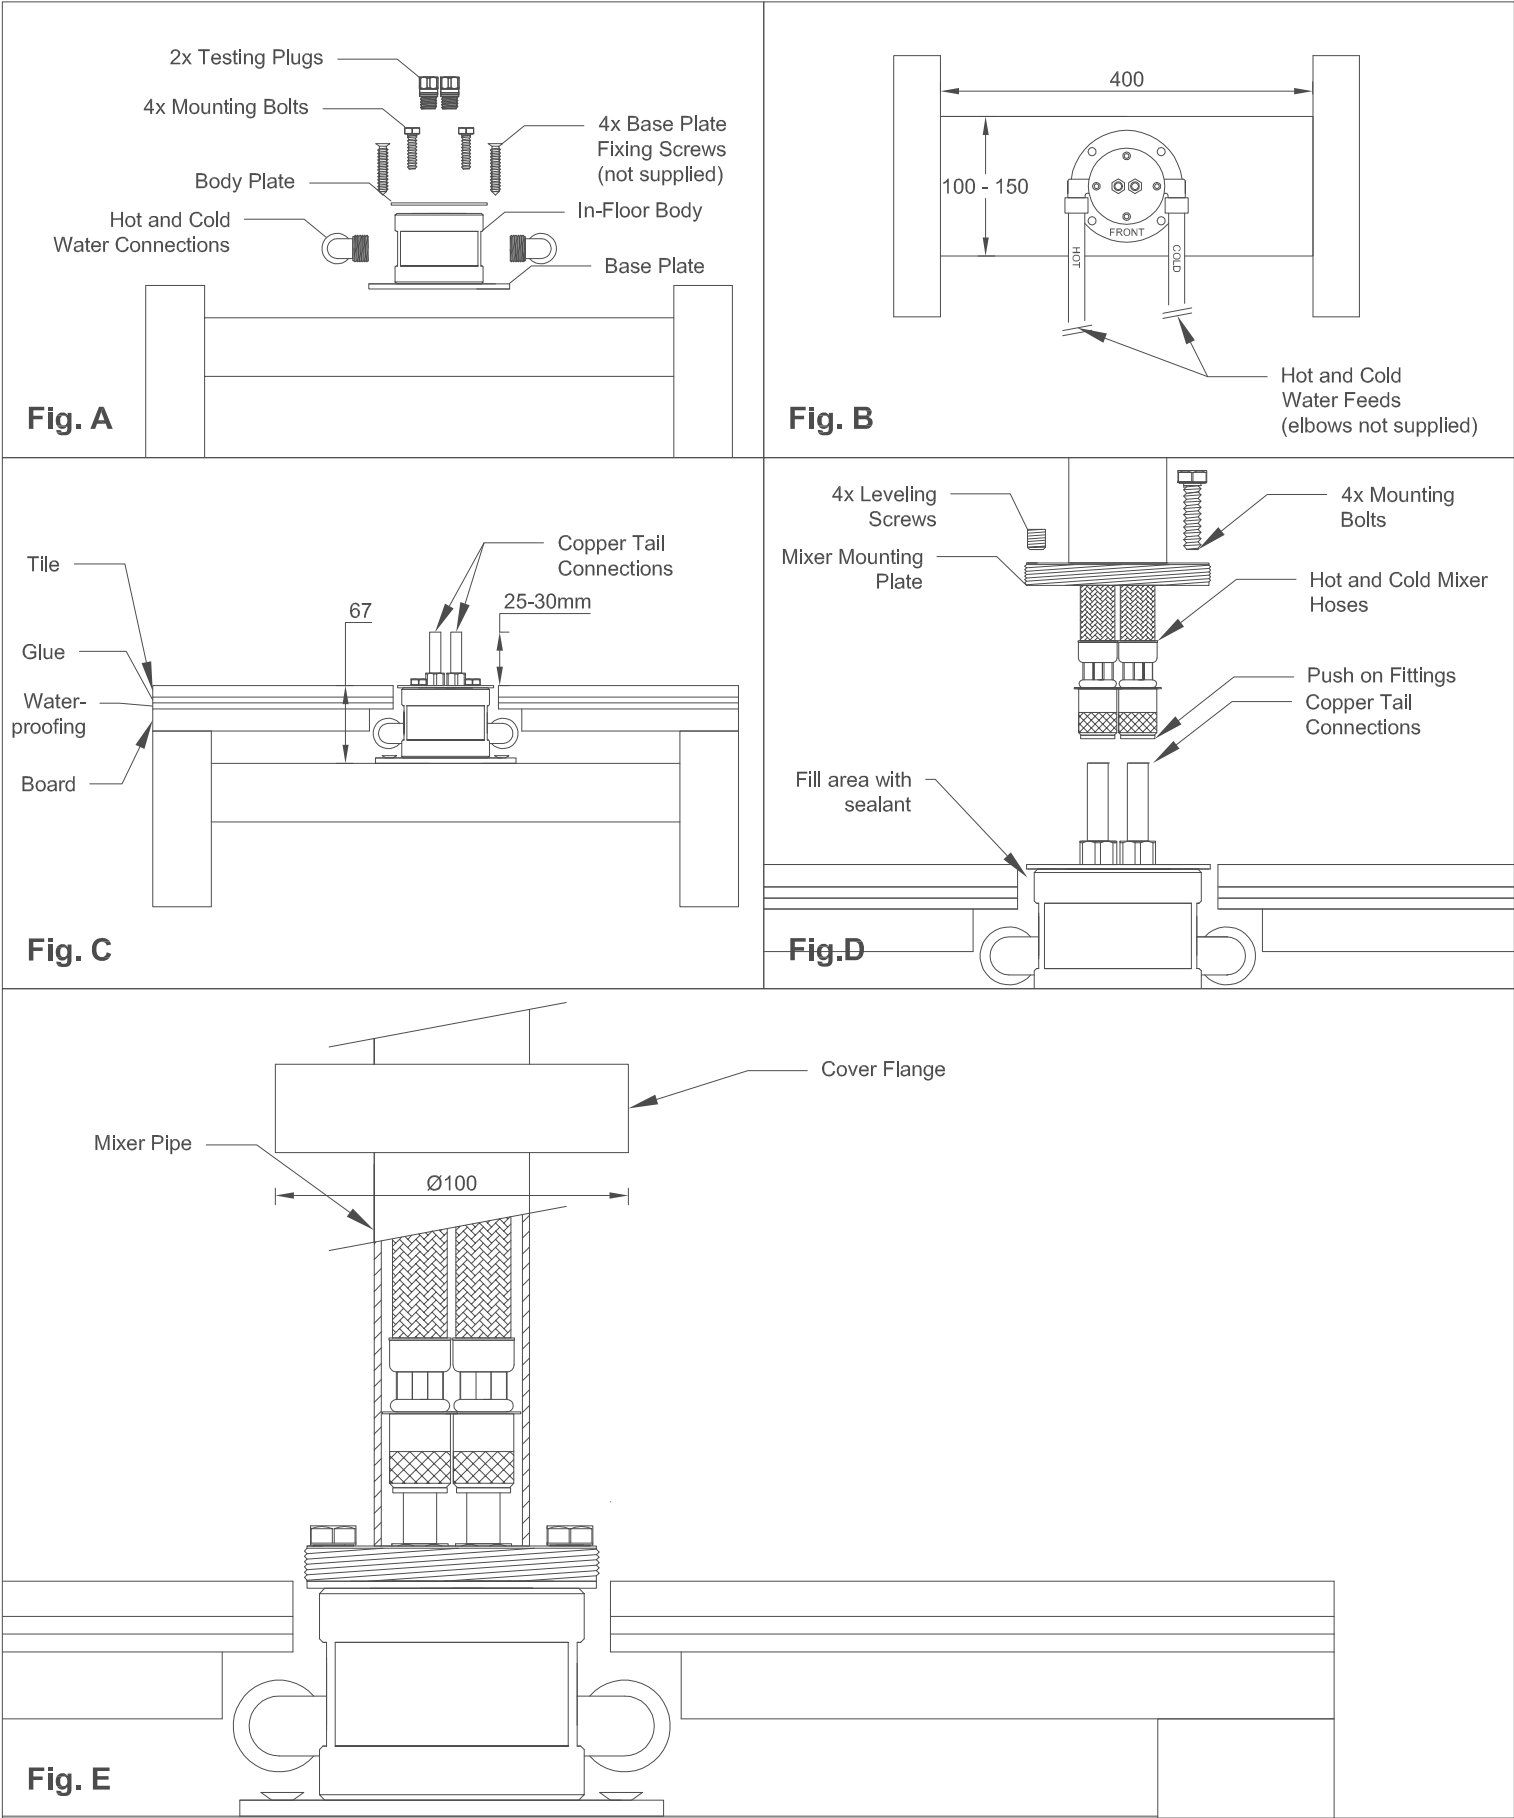 2x Testing Plugs
4x Mounting Bolts
4x Base Plate
Fixing Screws
(not supplied)
Body Plate
Hot and Cold
Water Connections
In-Floor Body
Base Plate
Fig. A
400
100 - 150
FRONT
HOT
COLD
Hot and Cold
Water Feeds
(elbows not supplied)
Fig. B
Tile
Glue
Water-
proofing
Board
67
Copper Tail
Connections
25-30mm
Fig. C
4x Leveling
Screws
4x Mounting
Bolts
Mixer Mounting
Plate
Hot and Cold Mixer
Hoses
Push on Fittings
Copper Tail
Connections
Fill area with
sealant
Fig.D
Cover Flange
Mixer Pipe
Ø100
Fig. E